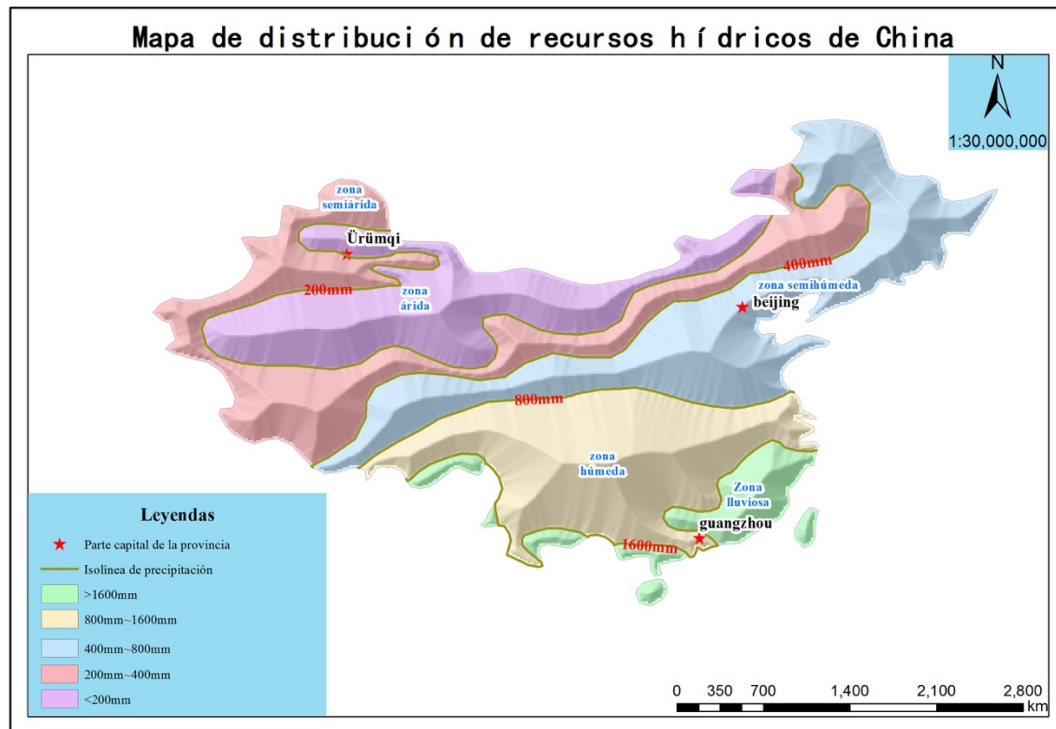 Mapa de distribución de recursos hídricos de China
N
1:30,000,000
zona
semiárida
Ürümqi
200mm
zona
árida
400mm
zona semihúmeda
beijing
800mm
zona
húmeda
Zona
lluviosa
guangzhou
1600mm
Leyendas
Parte capital de la provincia
Isolínea de precipitación
>1600mm
800mm~1600mm
400mm~800mm
200mm~400mm
<200mm
0 350 700 1,400 2,100 2,800
km